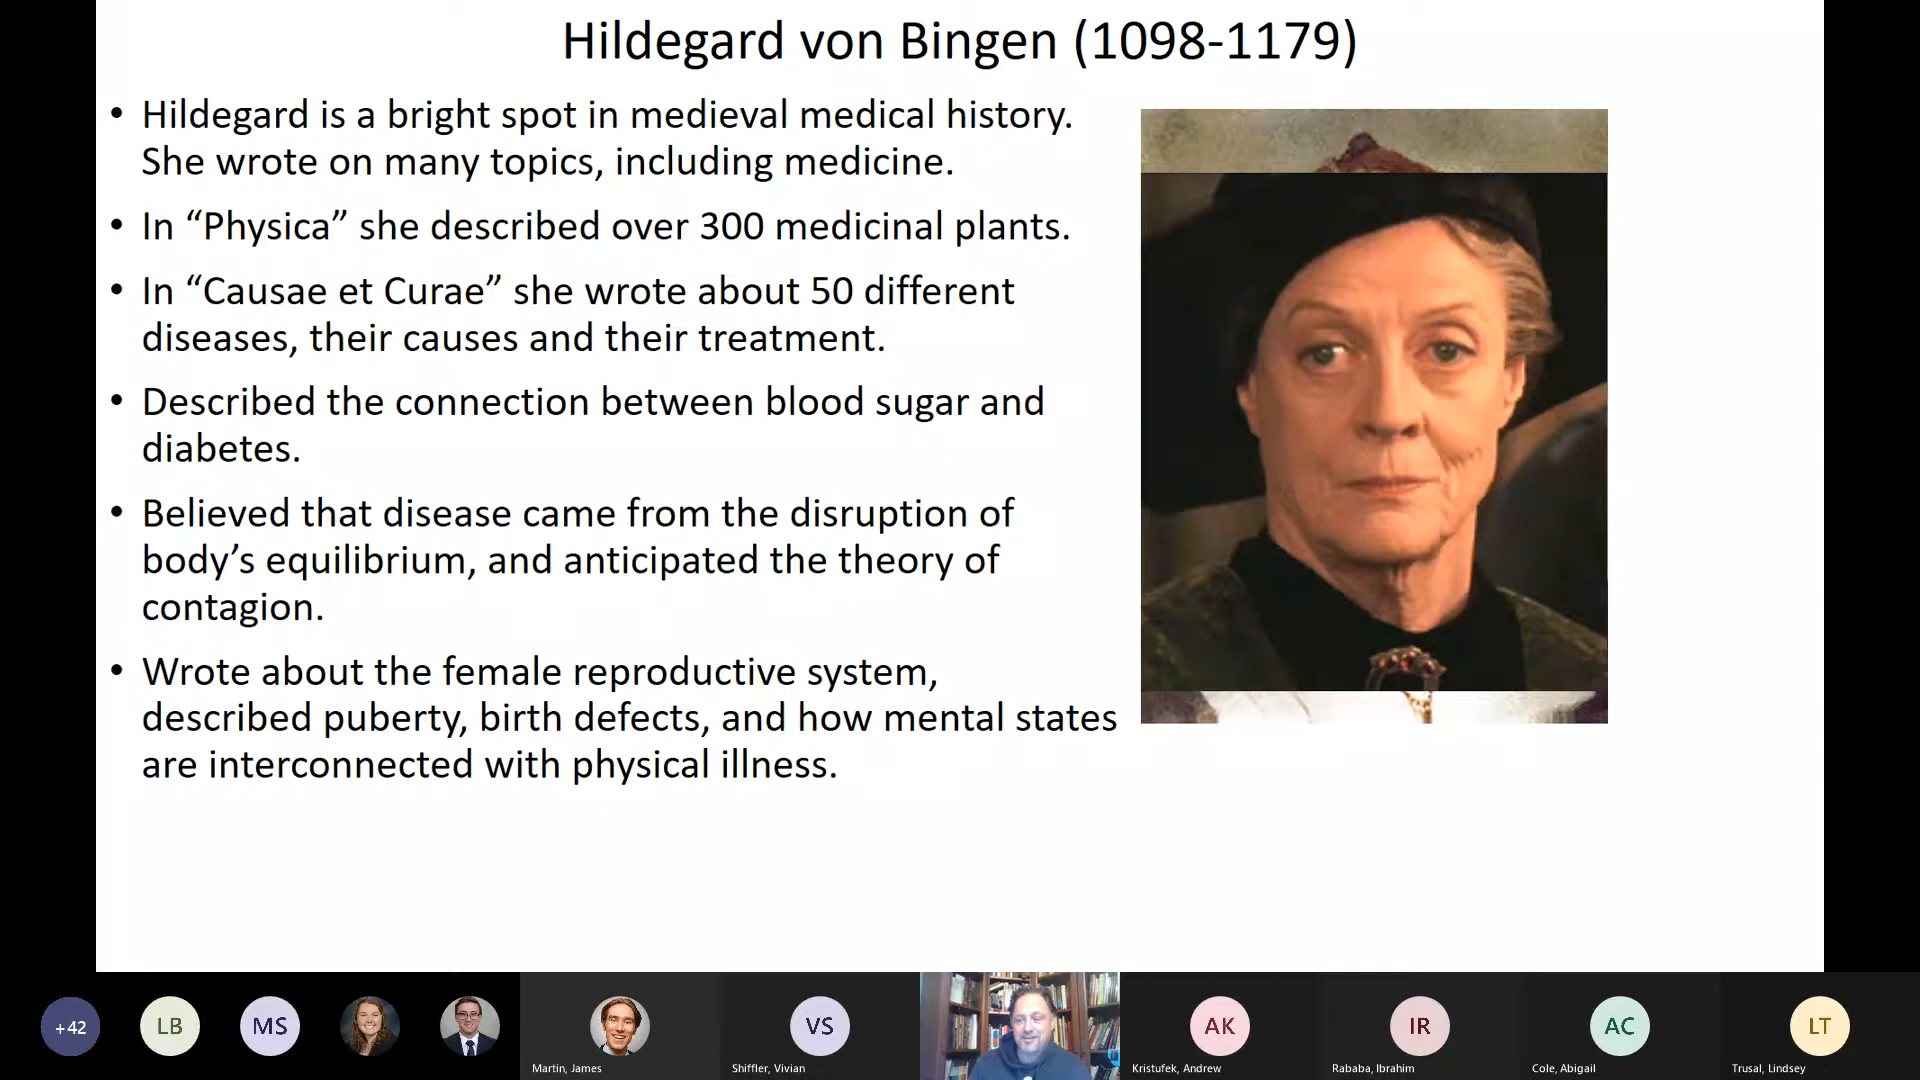 Hildegard von Bingen (1098-1179)
• Hildegard is a bright spot in medieval medical history.
She wrote on many topics, including medicine.
• In “Physica” she described over 300 medicinal plants.
• In “Causae et Curae” she wrote about 50 different
diseases, their causes and their treatment.
• Described the connection between blood sugar and
diabetes.
• Believed that disease came from the disruption of
body’s equilibrium, and anticipated the theory of
contagion.
• Wrote about the female reproductive system,
described puberty, birth defects, and how mental states
are interconnected with physical illness.
+42
LB
MS
Martin, James
VS
Shiffler, Vivian
AK
Kristufek, Andrew
IR
Rababa, Ibrahim
AC
Cole, Abigail
LT
Trusal, Lindsey